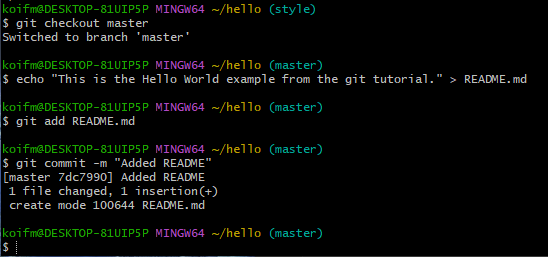 koifm@DESKTOP-81UIP5P MINGW64 ~/hello (style)
$ git checkout master
Switched to branch 'master'
koifm@DESKTOP-81UIP5P MINGW64 ~/hello (master)
$ echo "This is the Hello World example from the git tutorial." > README.md
koifm@DESKTOP-81UIP5P MINGW64 ~/hello (master)
$ git add README.md
koifm@DESKTOP-81UIP5P MINGW64 ~/hello (master)
$ git commit -m "Added README"
[master 7dc7990] Added README
 1 file changed, 1 insertion(+)
 create mode 100644 README.md
koifm@DESKTOP-81UIP5P MINGW64 ~/hello (master)
$